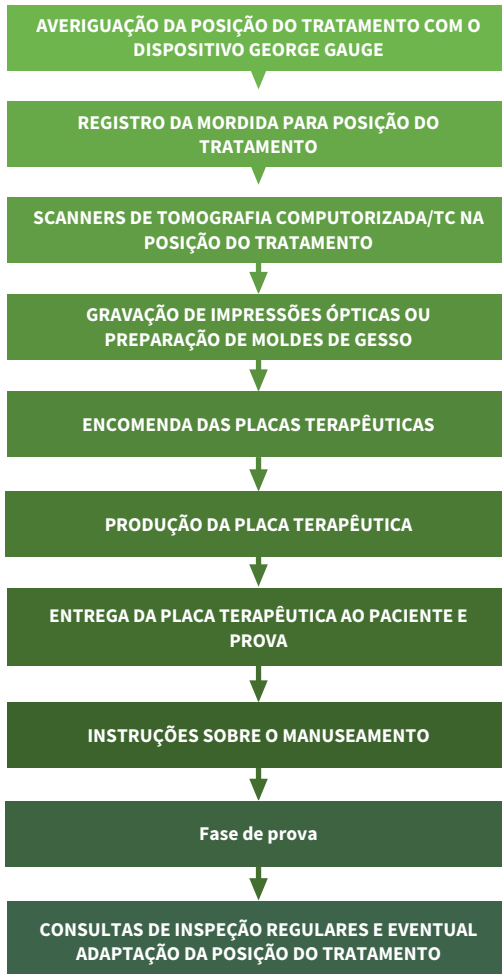 AVERIGUAÇÃO DA POSIÇÃO DO TRATAMENTO COM O
DISPOSITIVO GEORGE GAUGE
REGISTRO DA MORDIDA PARA POSIÇÃO DO
TRATAMENTO
SCANNERS DE TOMOGRAFIA COMPUTORIZADA/TC NA
POSIÇÃO DO TRATAMENTO
GRAVAÇÃO DE IMPRESSÕES ÓPTICAS OU
PREPARAÇÃO DE MOLDES DE GESSO
ENCOMENDA DAS PLACAS TERAPÊUTICAS
PRODUÇÃO DA PLACA TERAPÊUTICA
ENTREGA DA PLACA TERAPÊUTICA AO PACIENTE E
PROVA
INSTRUÇÕES SOBRE O MANUSEAMENTO
Fase de prova
CONSULTAS DE INSPEÇÃO REGULARES E EVENTUAL
ADAPTAÇÃO DA POSIÇÃO DO TRATAMENTO